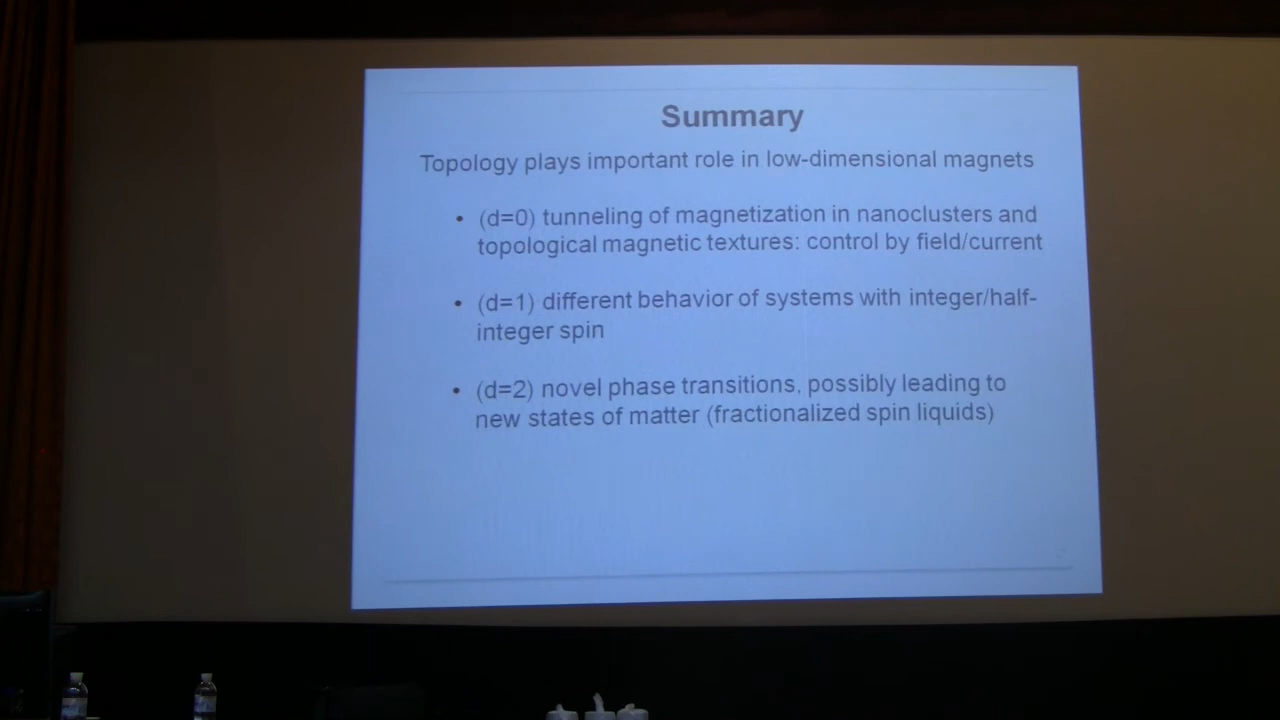 Summary
Topology plays important role in low-dimensional magnets
• (d=0) tunneling of magnetization in nanoclusters and
topological magnetic textures: control by field/current
• (d=1) different behavior of systems with integer/half-
integer spin
• (d=2) novel phase transitions, possibly leading to
new states of matter (fractionalized spin liquids)